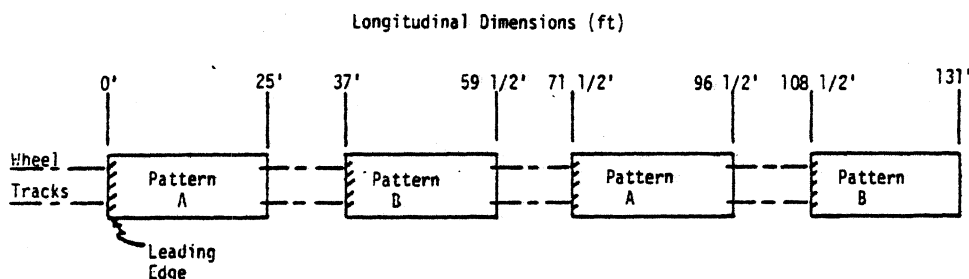 Longitudinal Dimensions (ft)
0' 25' 37' 59 1/2' 71 1/2' 96 1/2' 108 1/2' 131'
Wheel
Tracks
Pattern
A
Pattern
B
Pattern
A
Pattern
B
Leading
Edge